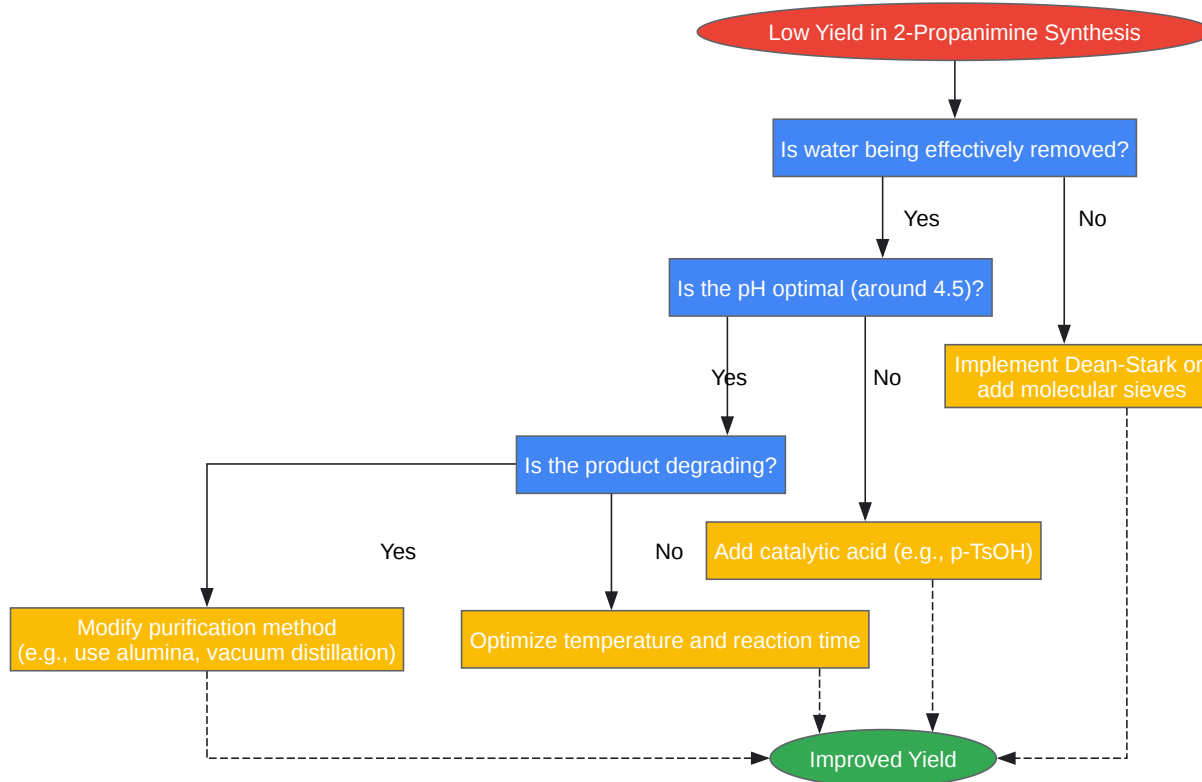 Low Yield in 2-Propanimine Synthesis
Is water being effectively removed?
Yes
No
Is the pH optimal (around 4.5)?
Implement Dean-Stark or
add molecular sieves
Yes
No
Is the product degrading?
Yes
No
Add catalytic acid (e.g., p-TsOH)
Modify purification method
(e.g., use alumina, vacuum distillation)
Optimize temperature and reaction time
Improved Yield